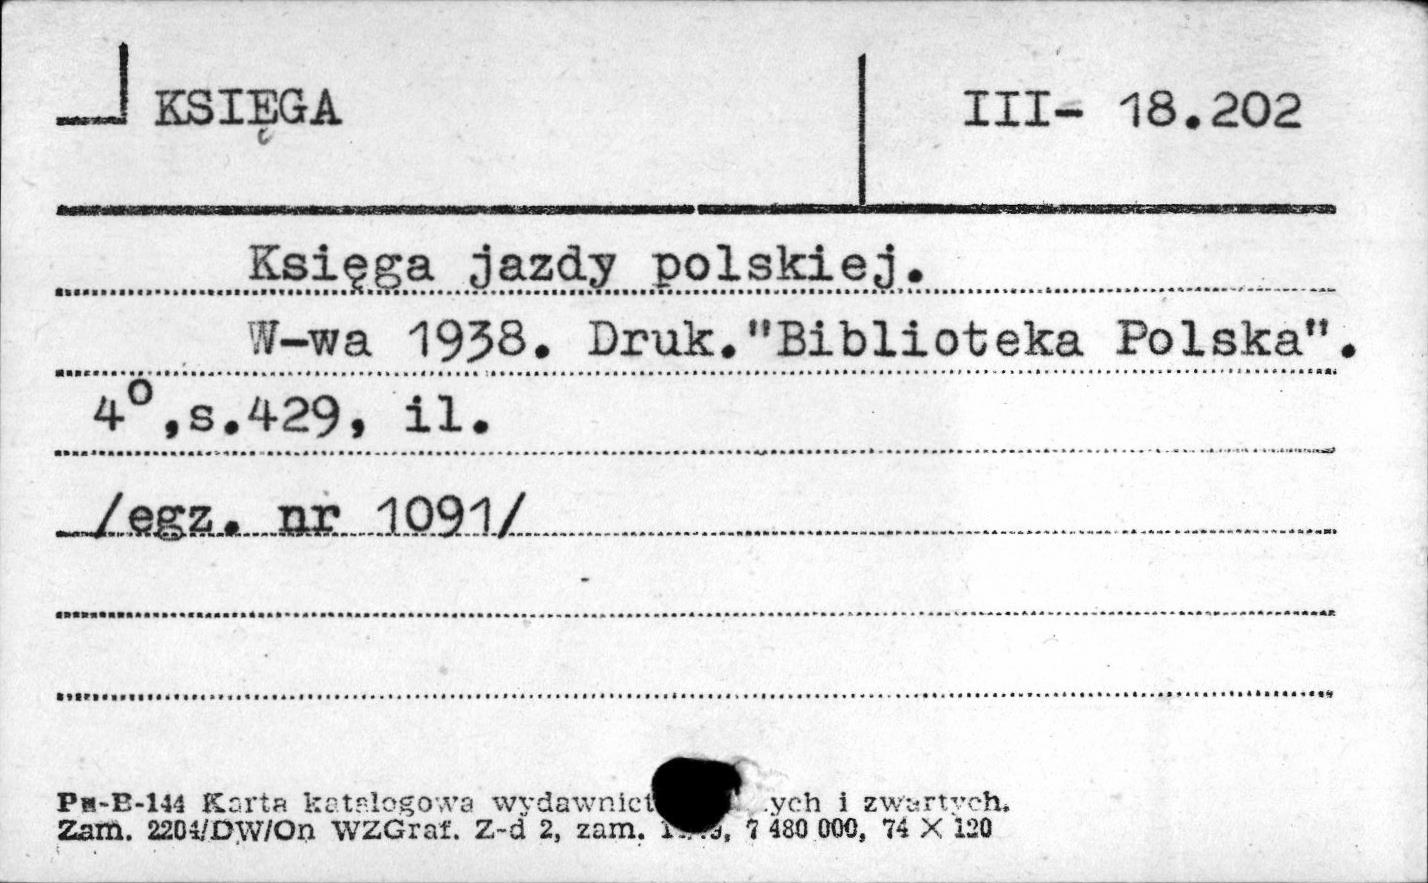 KSIĘGA III- 18.202
Księga jazdy polskiej.
W-wa 1938. Druk."Biblioteka Polska".
4°,s.429, il.
/egz. nr 1091/
Pu-B-144 Karta katalogowa i zwartych.
Zam. 2204/DW/On WZGraf. Z-d 2, zam. 7 480 000, 74 X 120